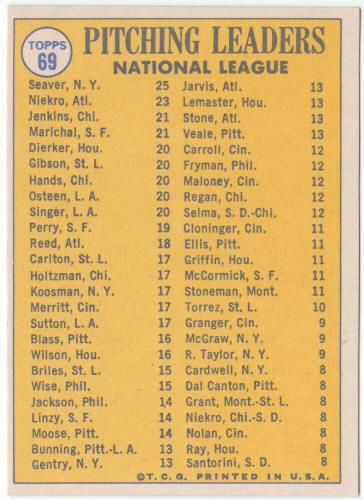 TOPPS
69
PITCHING LEADERS
NATIONAL LEAGUE
Seaver, N. Y. 25 Jarvis, Atl. 13
Niekro, Atl. 23 Lemaster, Hou. 13
Jenkins, Chi. 21 Stone, Atl. 13
Marichal, S. F. 21 Veale, Pitt. 13
Dierker, Hou. 20 Carroll, Cin. 12
Gibson, St. L. 20 Fryman, Phil. 12
Hands, Chi. 20 Maloney, Cin. 12
Osteen, L. A. 20 Regan, Chi. 12
Singer, L. A. 20 Selma, S. D.-Chi. 12
Perry, S. F. 19 Cloninger, Cin. 11
Reed, Atl. 18 Ellis, Pitt. 11
Carlton, St. L. 17 Griffin, Hou. 11
Holtzman, Chi. 17 McCormick, S. F. 11
Koosman, N. Y. 17 Stoneman, Mont. 11
Merritt, Cin. 17 Torrez, St. L. 10
Sutton, L. A. 17 Granger, Cin. 9
Blass, Pitt. 16 McGraw, N. Y. 9
Wilson, Hou. 16 R. Taylor, N. Y. 9
Briles, St. L. 15 Cardwell, N. Y. 8
Wise, Phil. 15 Dal Canton, Pitt. 8
Jackson, Phil. 14 Grant, Mont.-St. L. 8
Linzy, S. F. 14 Niekro, Chi.-S. D. 8
Moose, Pitt. 14 Nolan, Cin. 8
Bunning, Pitt.-L. A. 13 Ray, Hou. 8
Gentry, N. Y. 13 Santorini, S. D. 8
© T. C. G. PRINTED IN U.S.A.